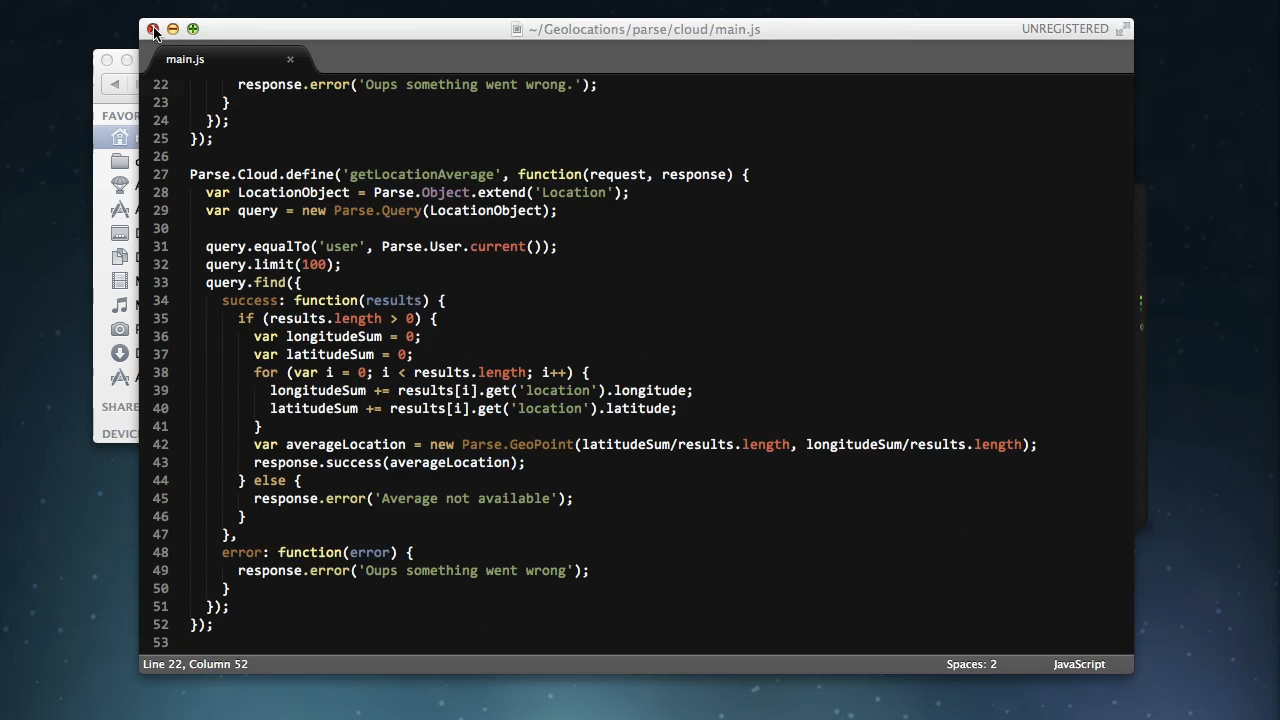 ~/Geolocations/parse/cloud/main.js
UNREGISTERED
main.js
FAVOR
SHARE
DEVIC
22 response.error('Oups something went wrong.');
23 }
24 });
25 });
26
27 Parse.Cloud.define('getLocationAverage', function(request, response) {
28 var LocationObject = Parse.Object.extend('Location');
29 var query = new Parse.Query(LocationObject);
30
31 query.equalTo('user', Parse.User.current());
32 query.limit(100);
33 query.find({
34 success: function(results) {
35 if (results.length > 0) {
36 var longitudeSum = 0;
37 var latitudeSum = 0;
38 for (var i = 0; i < results.length; i++) {
39 longitudeSum += results[i].get('location').longitude;
40 latitudeSum += results[i].get('location').latitude;
41 }
42 var averageLocation = new Parse.GeoPoint(latitudeSum/results.length, longitudeSum/results.length);
43 response.success(averageLocation);
44 } else {
45 response.error('Average not available');
46 }
47 },
48 error: function(error) {
49 response.error('Oups something went wrong');
50 }
51 });
52 });
53
Line 22, Column 52
Spaces: 2
JavaScript